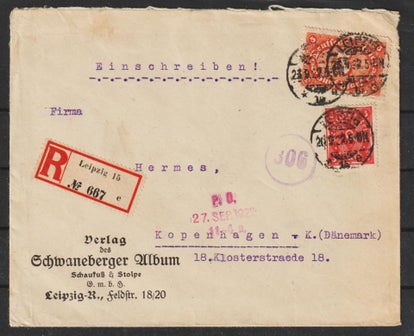 Einschreiben!
Firma
Hermes,
R
Leipzig 15
№ 667 e
306
27. SEP.
Kopenhagen - K.(Dänemark)
18.Klosterstraede 18.
Verlag
des
Schwaneberger Album
Schaufuß & Stolpe
G. m. b. H.
Leipzig-R., Feldstr. 18/20